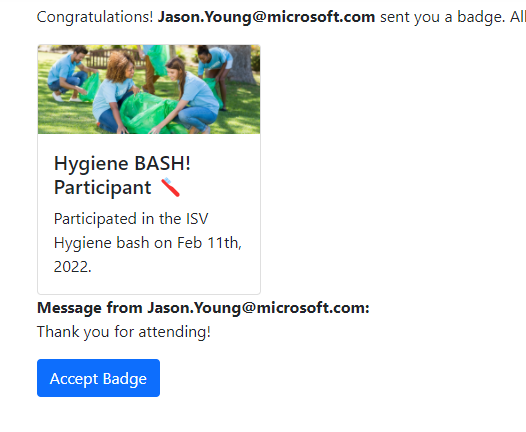 Congratulations! Jason.Young@microsoft.com sent you a badge. All
Hygiene BASH!
Participant 🪥
Participated in the ISV
Hygiene bash on Feb 11th,
2022.
Message from Jason.Young@microsoft.com:
Thank you for attending!
Accept Badge